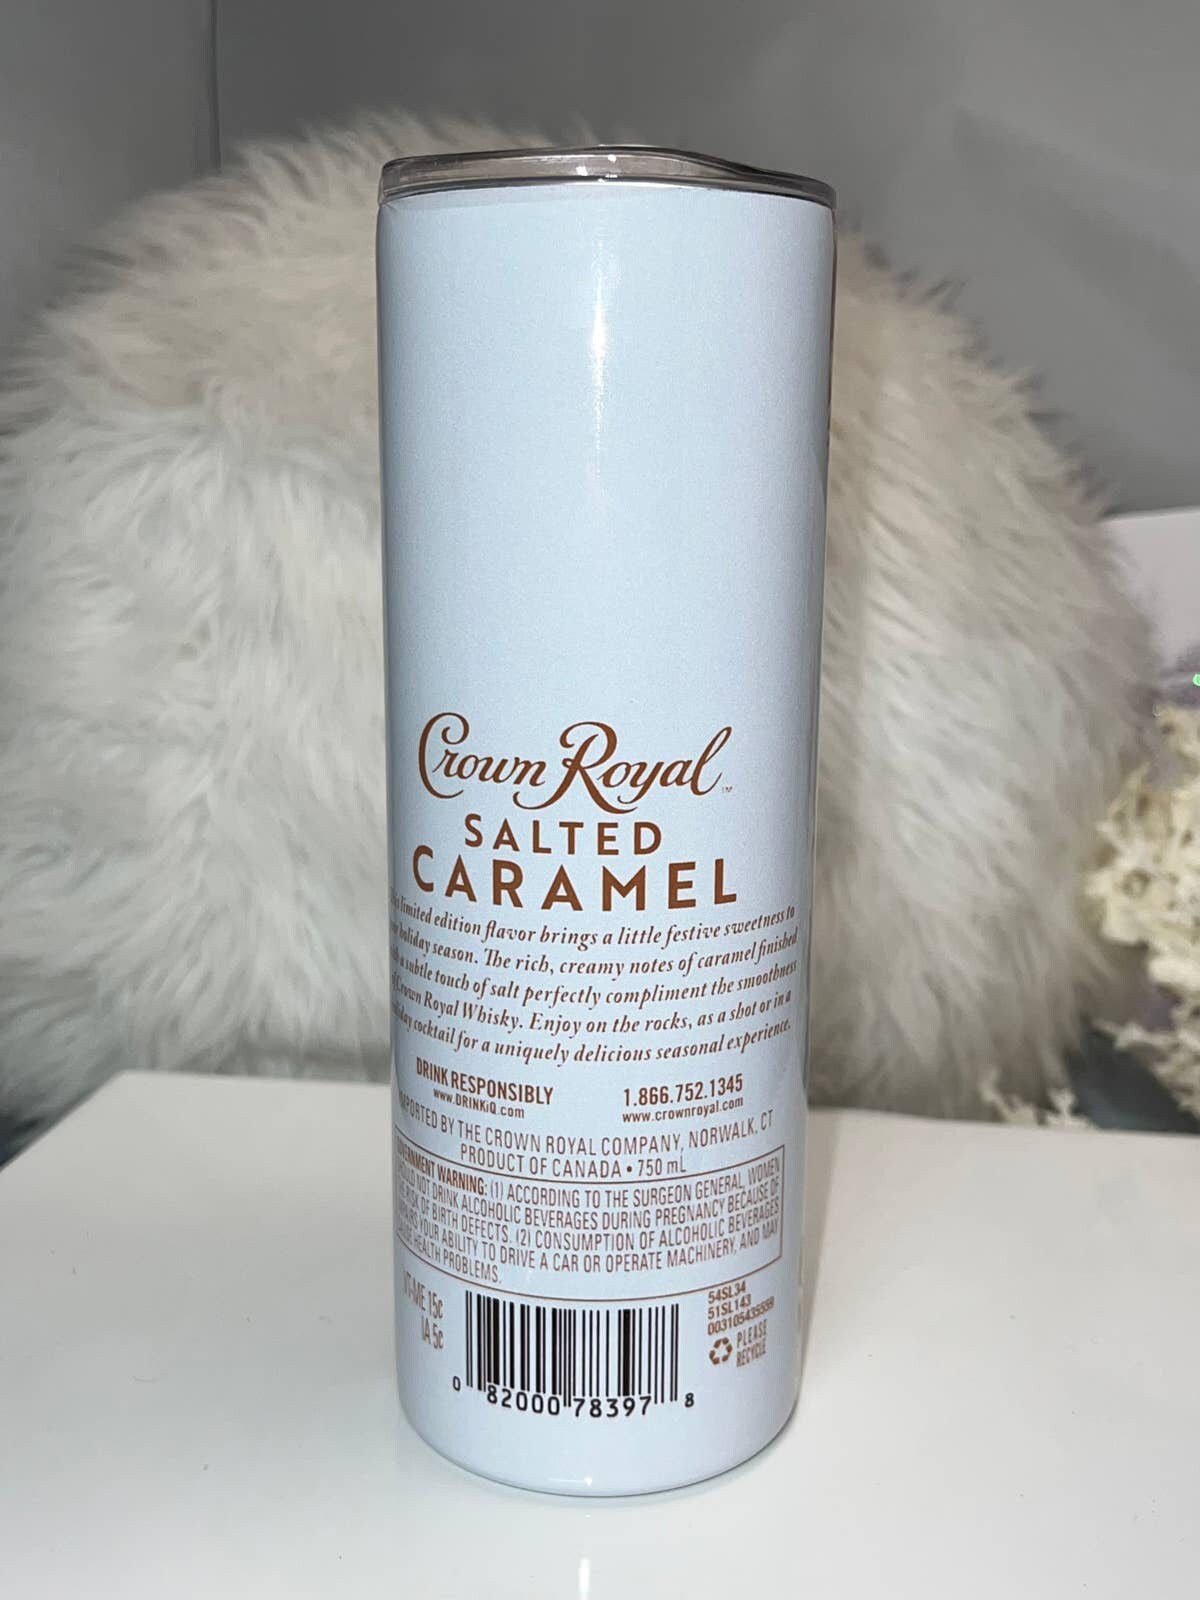 Crown Royal™
SALTED
CARAMEL
limited edition flavor brings a little festive sweetness to
holiday season. The rich, creamy notes of caramel finished
a subtle touch of salt perfectly compliment the smoothness
of Crown Royal Whisky. Enjoy on the rocks, as a shot or in a
cocktail for a uniquely delicious seasonal experience.
DRINK RESPONSIBLY
www.DRINKiQ.com
1.866.752.1345
www.crownroyal.com
BY THE CROWN ROYAL COMPANY, NORWALK, CT
PRODUCT OF CANADA • 750 mL
WARNING: (1) ACCORDING TO THE SURGEON GENERAL, WOMEN
NOT DRINK ALCOHOLIC BEVERAGES DURING PREGNANCY BECAUSE OF
RISK OF BIRTH DEFECTS. (2) CONSUMPTION OF ALCOHOLIC BEVERAGES
YOUR ABILITY TO DRIVE A CAR OR OPERATE MACHINERY, AND MAY
HEALTH PROBLEMS.
VT-ME 15¢
IA 5¢
54SL34
51SL143
003105435559
PLEASE
RECYCLE
0 82000 78397 8